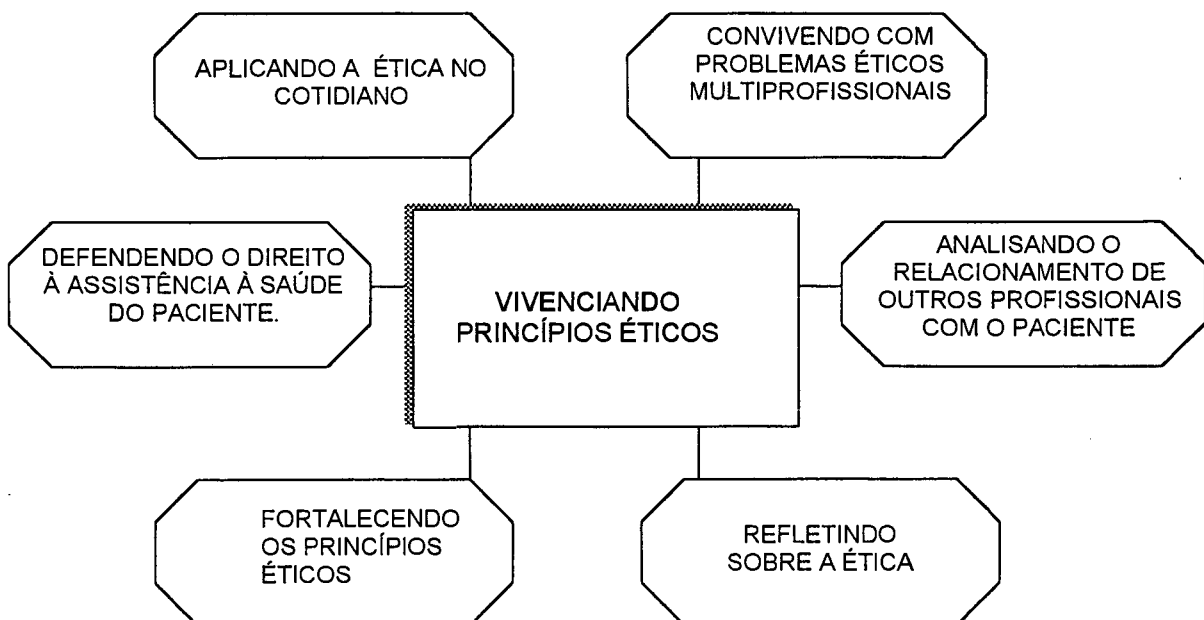 APLICANDO A ÉTICA NO
COTIDIANO
CONVIVENDO COM
PROBLEMAS ÉTICOS
MULTIPROFISSIONAIS
DEFENDENDO O DIREITO
À ASSISTÊNCIA À SAÚDE
DO PACIENTE.
VIVENCIANDO
PRINCÍPIOS ÉTICOS
ANALISANDO O
RELACIONAMENTO DE
OUTROS PROFISSIONAIS
COM O PACIENTE
FORTALECENDO
OS PRINCÍPIOS
ÉTICOS
REFLETINDO
SOBRE A ÉTICA